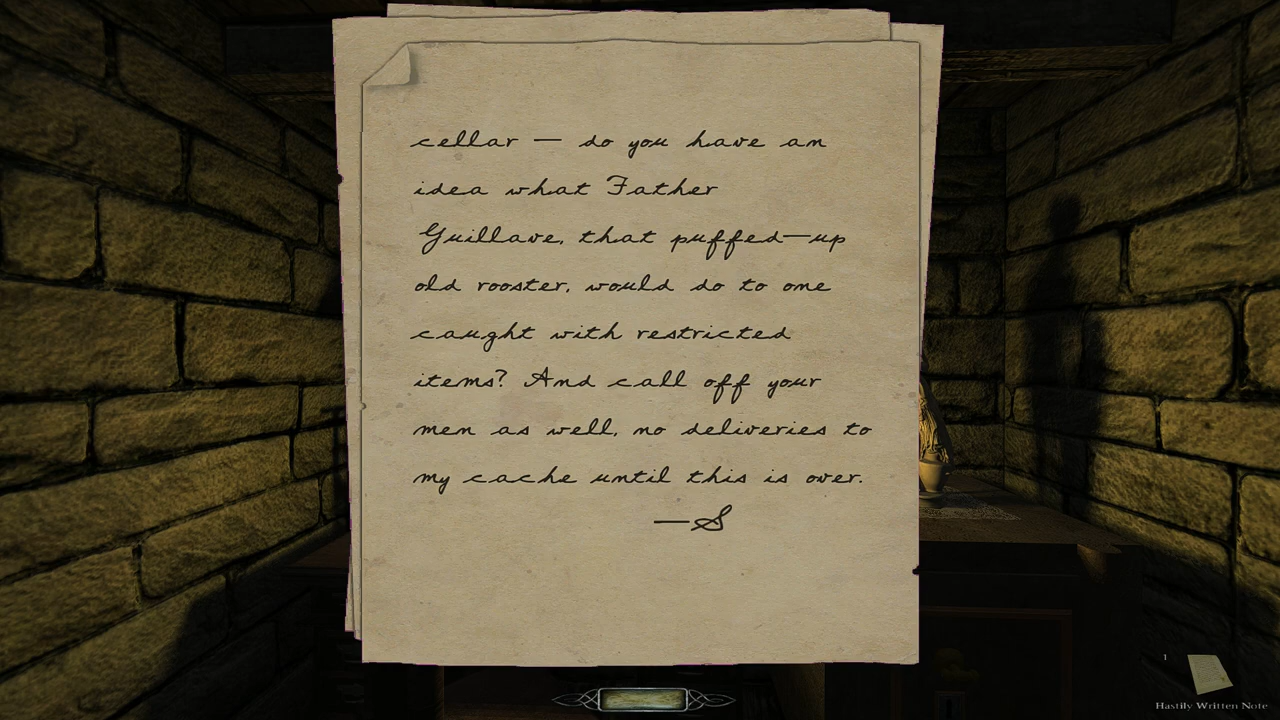 cellar — do you have an
idea what Father
Guillave, that puffed—up
old rooster, would do to one
caught with restricted
items? And call off your
men as well, no deliveries to
my cache until this is over.
—S
1
Hastily Written Note